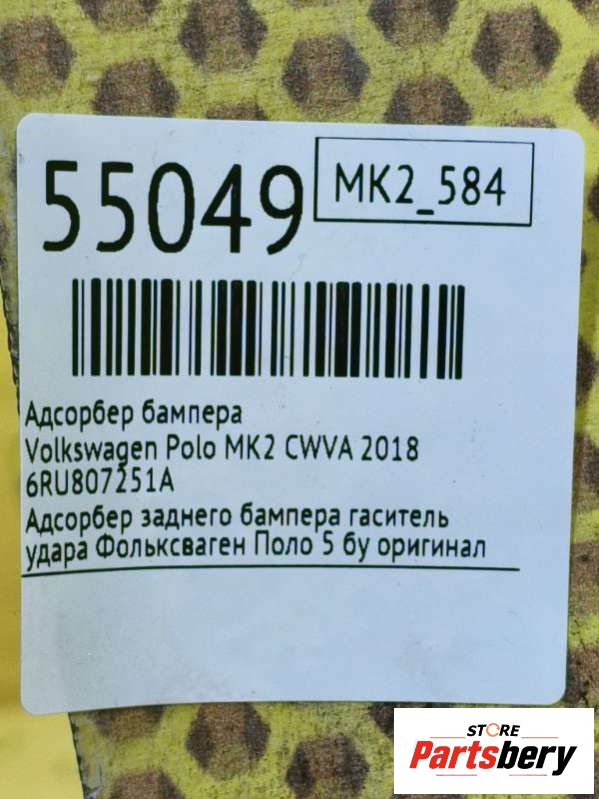 55049
MK2_584
Адсорбер бампера
Volkswagen Polo MK2 CWVA 2018
6RU807251A
Адсорбер заднего бампера гаситель
удара Фольксваген Поло 5 бу оригинал
STORE
Partsbery